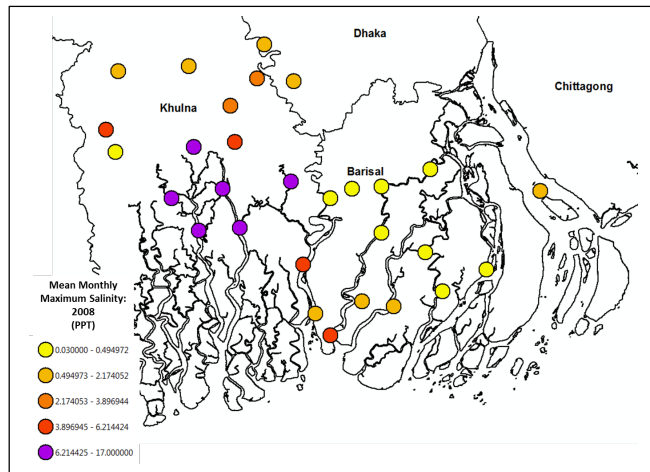 Dhaka
Chittagong
Khulna
Barisal
Mean Monthly
Maximum Salinity:
2008
(PPT)
0.030000 - 0.494972
0.494973 - 2.174052
2.174053 - 3.896944
3.896945 - 6.214424
6.214425 - 17.000000